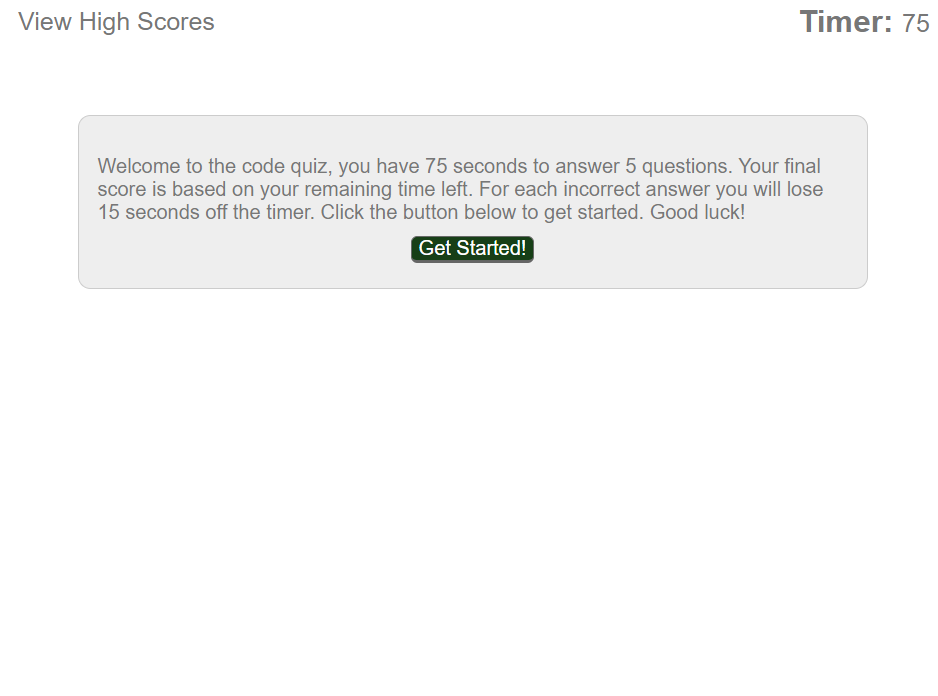 View High Scores
Timer: 75
Welcome to the code quiz, you have 75 seconds to answer 5 questions. Your final
score is based on your remaining time left. For each incorrect answer you will lose
15 seconds off the timer. Click the button below to get started. Good luck!
Get Started!